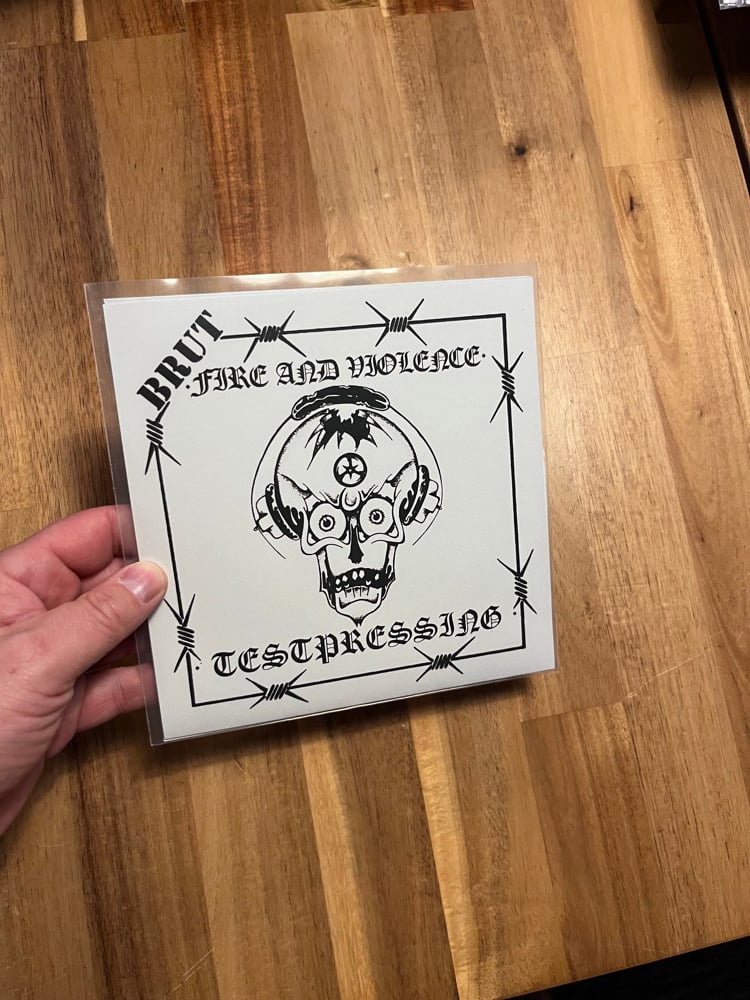 BRUT
·FIRE AND VIOLENCE·
·TESTPRESSING·